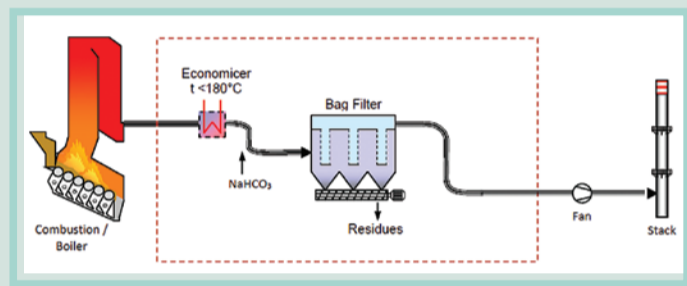 Economicer
t <180°C
Bag Filter
NaHCO₃
Combustion /
Boiler
Residues
Fan
Stack